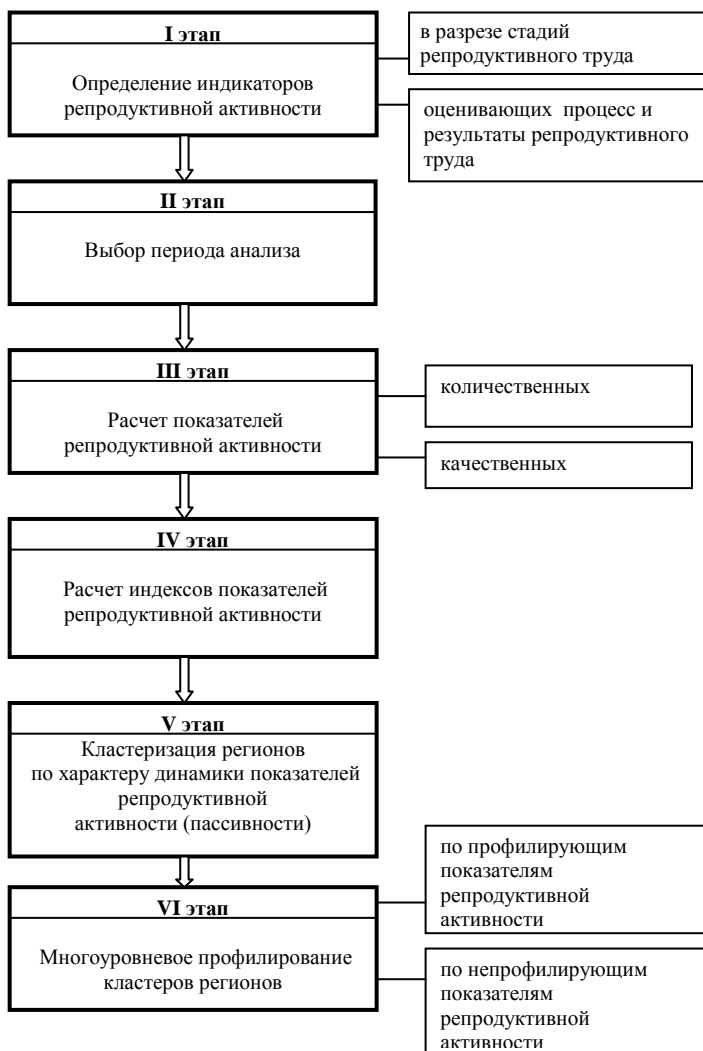 I этап
Определение индикаторов
репродуктивной активности
в разрезе стадий
репродуктивного труда
оценивающих процесс и
результаты репродуктивного
труда
II этап
Выбор периода анализа
III этап
Расчет показателей
репродуктивной активности
количественных
качественных
IV этап
Расчет индексов показателей
репродуктивной активности
V этап
Кластеризация регионов
по характеру динамики показателей
репродуктивной
активности (пассивности)
VI этап
Многоуровневое профилирование
кластеров регионов
по профилирующим
показателям
репродуктивной
активности
по непрофилирующим
показателям
репродуктивной
активности